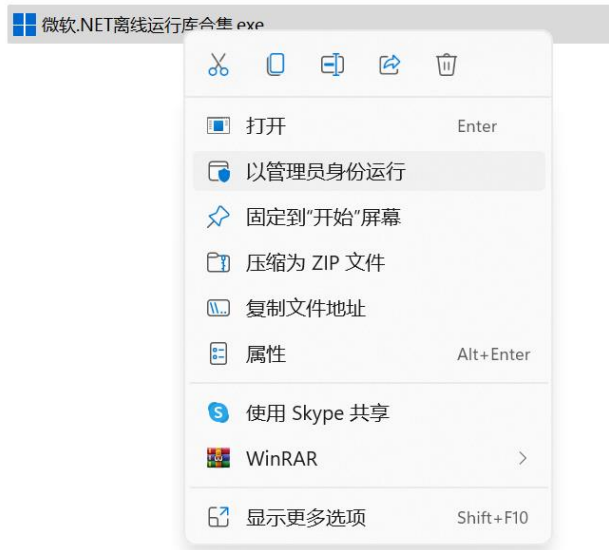 微软.NET离线运行库合集.exe
打开 Enter
以管理员身份运行
固定到"开始"屏幕
压缩为 ZIP 文件
复制文件地址
属性 Alt+Enter
使用 Skype 共享
WinRAR
显示更多选项 Shift+F10